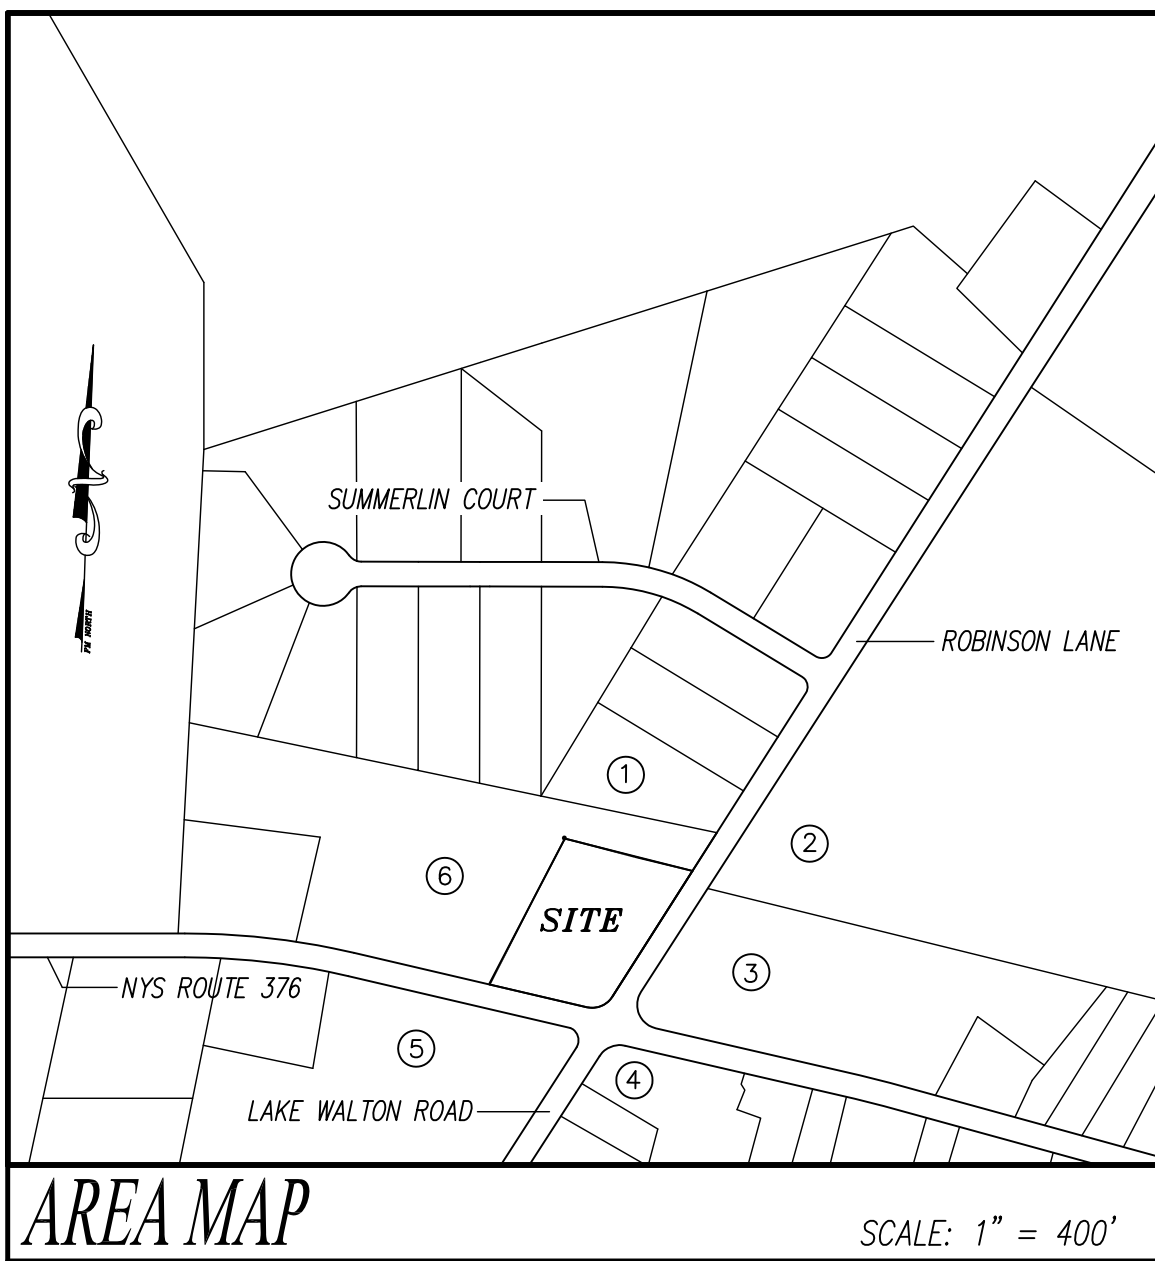 SUMMERLIN COURT
ROBINSON LANE
1
2
6
SITE
3
NYS ROUTE 376
5
4
LAKE WALTON ROAD
AREA MAP
SCALE: 1" = 400'